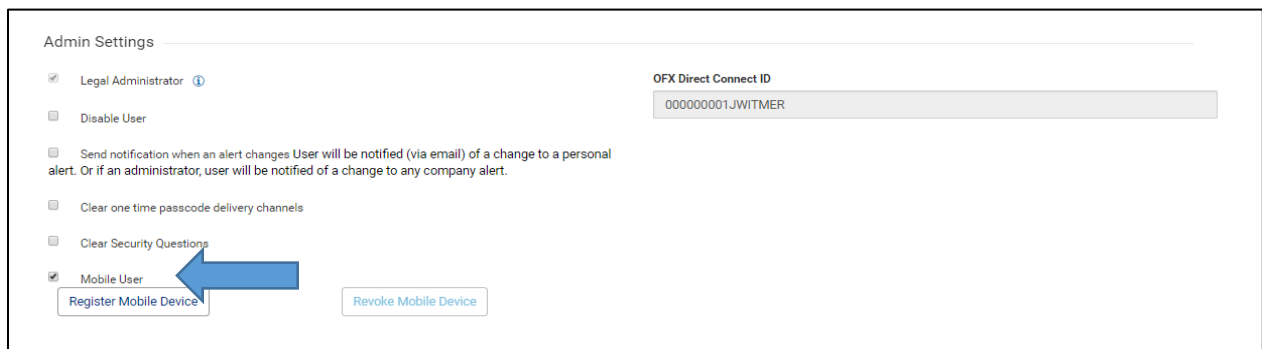 Admin Settings
Legal Administrator
OFX Direct Connect ID
000000001JWITMER
Disable User
Send notification when an alert changes User will be notified (via email) of a change to a personal
alert. Or if an administrator, user will be notified of a change to any company alert.
Clear one time passcode delivery channels
Clear Security Questions
Mobile User
Register Mobile Device
Revoke Mobile Device